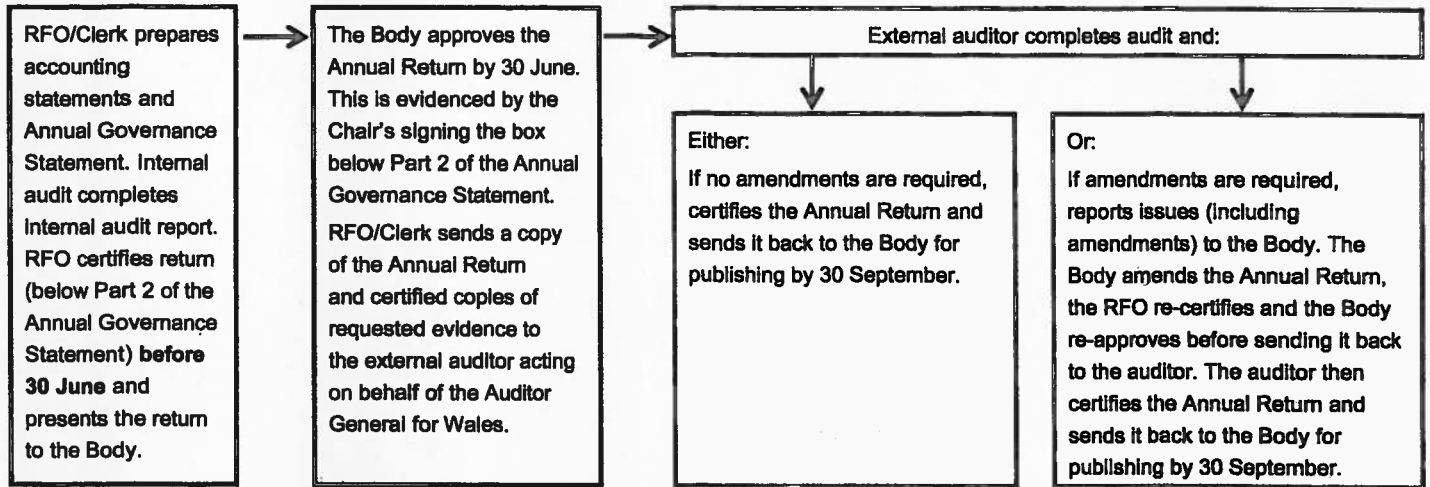 RFO/Clerk prepares
accounting
statements and
Annual Governance
Statement. Internal
audit completes
internal audit report.
RFO certifies return
(below Part 2 of the
Annual Governance
Statement) before
30 June and
presents the return
to the Body.
The Body approves the
Annual Return by 30 June.
This is evidenced by the
Chair's signing the box
below Part 2 of the Annual
Governance Statement.
RFO/Clerk sends a copy
of the Annual Return
and certified copies of
requested evidence to
the external auditor acting
on behalf of the Auditor
General for Wales.
External auditor completes audit and:
Either:
If no amendments are required,
certifies the Annual Return and
sends it back to the Body for
publishing by 30 September.
Or:
If amendments are required,
reports issues (including
amendments) to the Body. The
Body amends the Annual Return,
the RFO re-certifies and the Body
re-approves before sending it back
to the auditor. The auditor then
certifies the Annual Return and
sends it back to the Body for
publishing by 30 September.